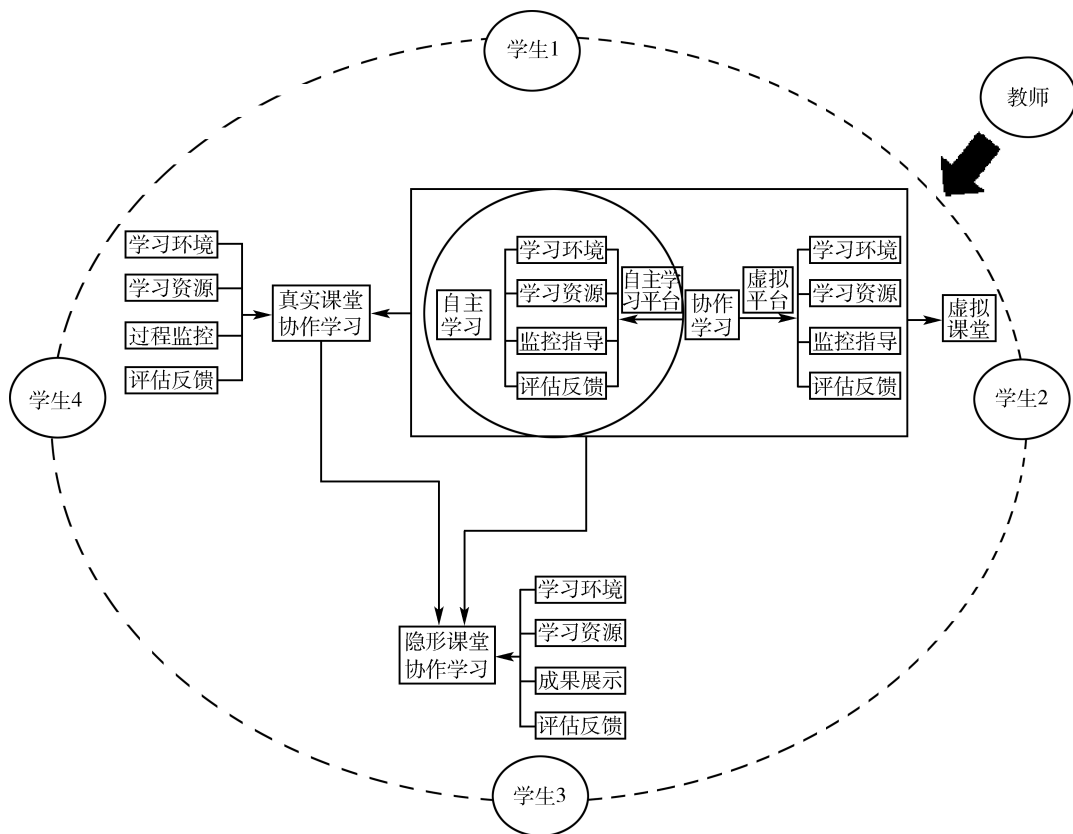 学生1
教师
学习环境
学习资源
过程监控
评估反馈
真实课堂
协作学习
自主
学习
学习环境
学习资源
监控指导
评估反馈
自主学
习平台
协作
学习
虚拟
平台
学习环境
学习资源
监控指导
评估反馈
虚拟
课堂
学生4
学生2
隐形课堂
协作学习
学习环境
学习资源
成果展示
评估反馈
学生3